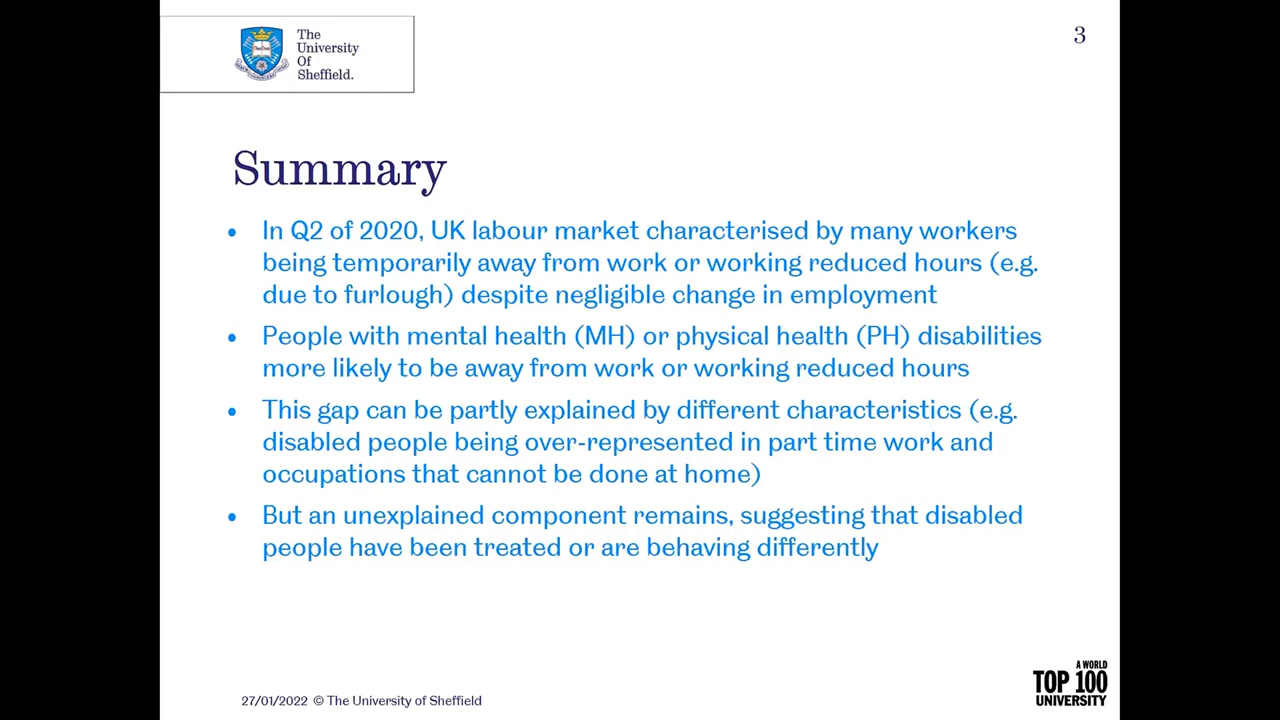 The
University
Of
Sheffield.
3
Summary
• In Q2 of 2020, UK labour market characterised by many workers
being temporarily away from work or working reduced hours (e.g.
due to furlough) despite negligible change in employment
• People with mental health (MH) or physical health (PH) disabilities
more likely to be away from work or working reduced hours
• This gap can be partly explained by different characteristics (e.g.
disabled people being over-represented in part time work and
occupations that cannot be done at home)
• But an unexplained component remains, suggesting that disabled
people have been treated or are behaving differently
27/01/2022 © The University of Sheffield
A WORLD
TOP 100
UNIVERSITY